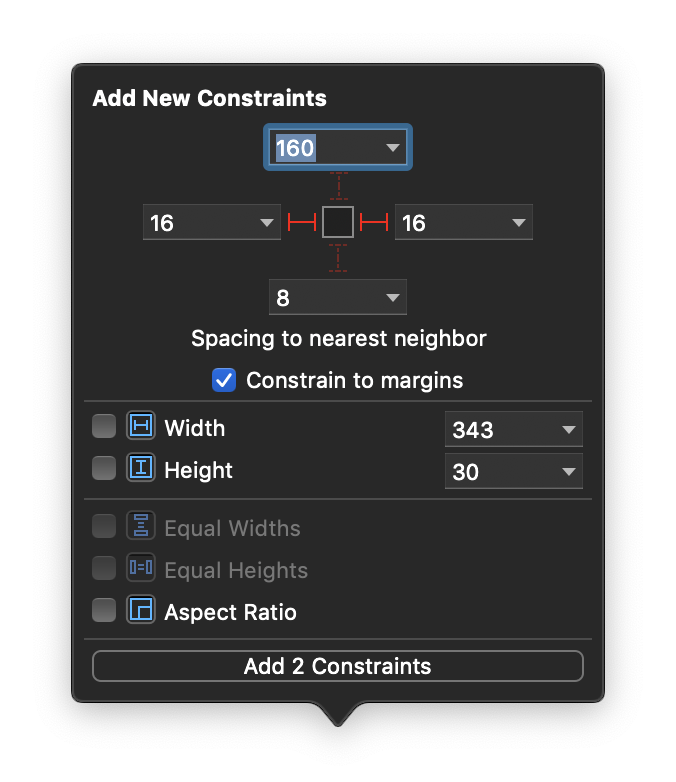 Add New Constraints
160
16 16
8
Spacing to nearest neighbor
Constrain to margins
Width 343
Height 30
Equal Widths
Equal Heights
Aspect Ratio
Add 2 Constraints